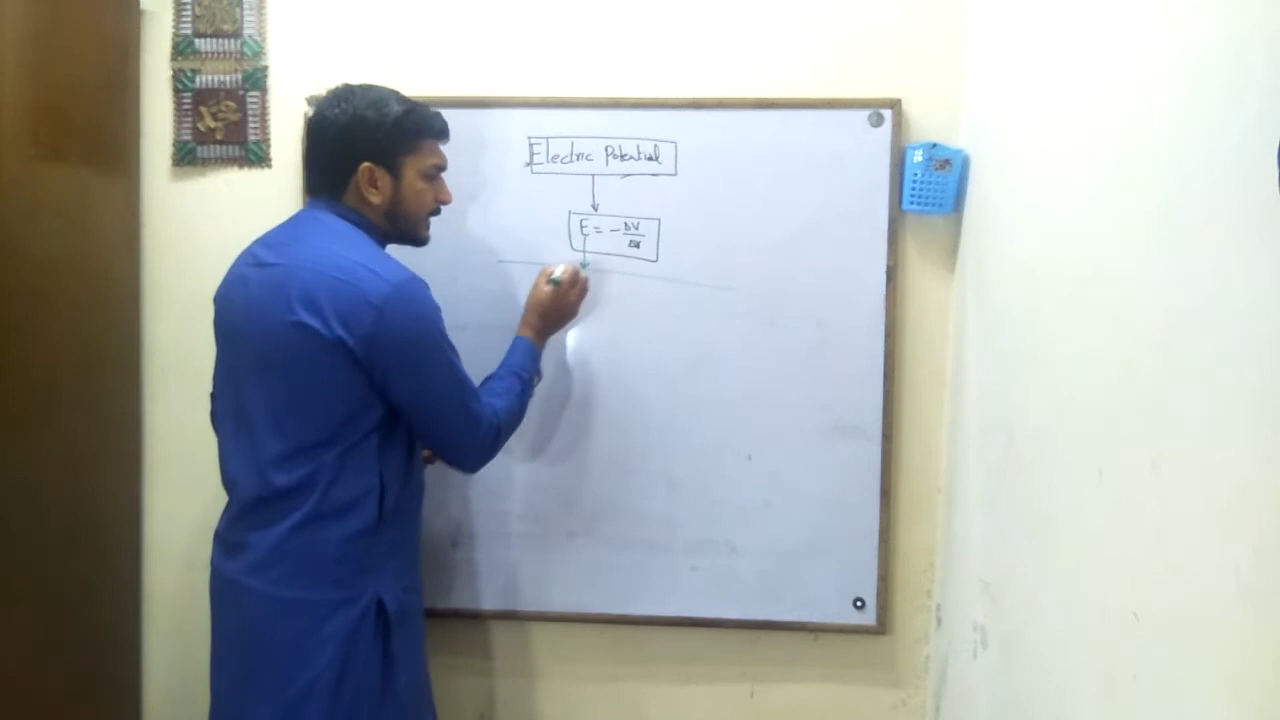 Electric Potential
E = - ΔV/Δr